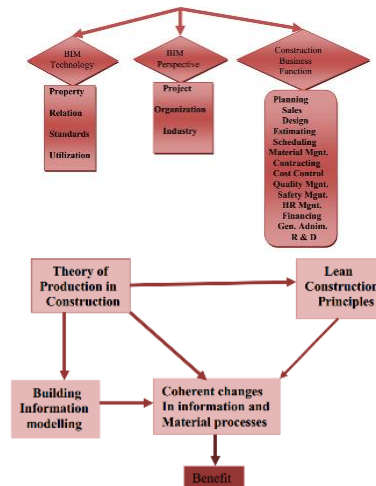 BIM
Technology
BIM
Perspective
Construction
Business
Function
Property
Relation
Standards
Utilization
Project
Organization
Industry
Planning
Sales
Design
Estimating
Scheduling
Material Mgnt.
Contracting
Cost Control
Quality Mgnt.
Safety Mgnt.
HR Mgnt.
Financing
Gen. Adnim.
R & D
Theory of
Production in
Construction
Lean
Construction
Principles
Building
Information
modelling
Coherent changes
In information and
Material processes
Benefit